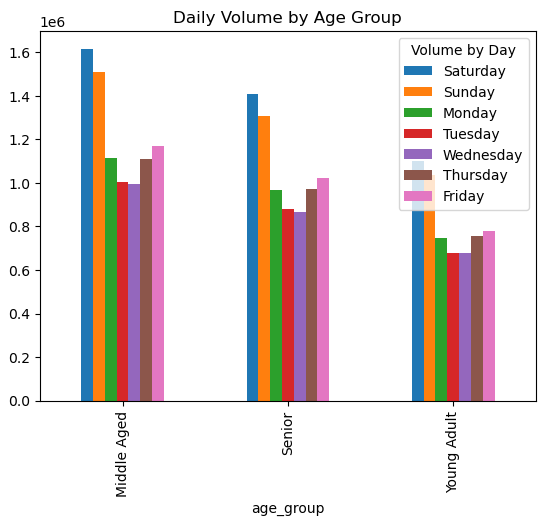 Daily Volume by Age Group
1e6
Volume by Day
Saturday
Sunday
Monday
Tuesday
Wednesday
Thursday
Friday
1.6
1.4
1.2
1.0
0.8
0.6
0.4
0.2
0.0
Middle Aged
Senior
Young Adult
age_group